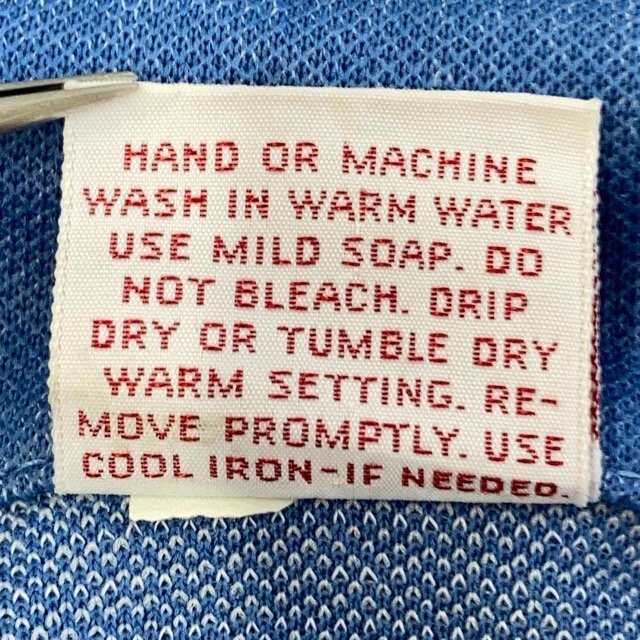 HAND OR MACHINE
WASH IN WARM WATER
USE MILD SOAP. DO
NOT BLEACH. DRIP
DRY OR TUMBLE DRY
WARM SETTING. RE-
MOVE PROMPTLY. USE
COOL IRON-IF NEEDED.